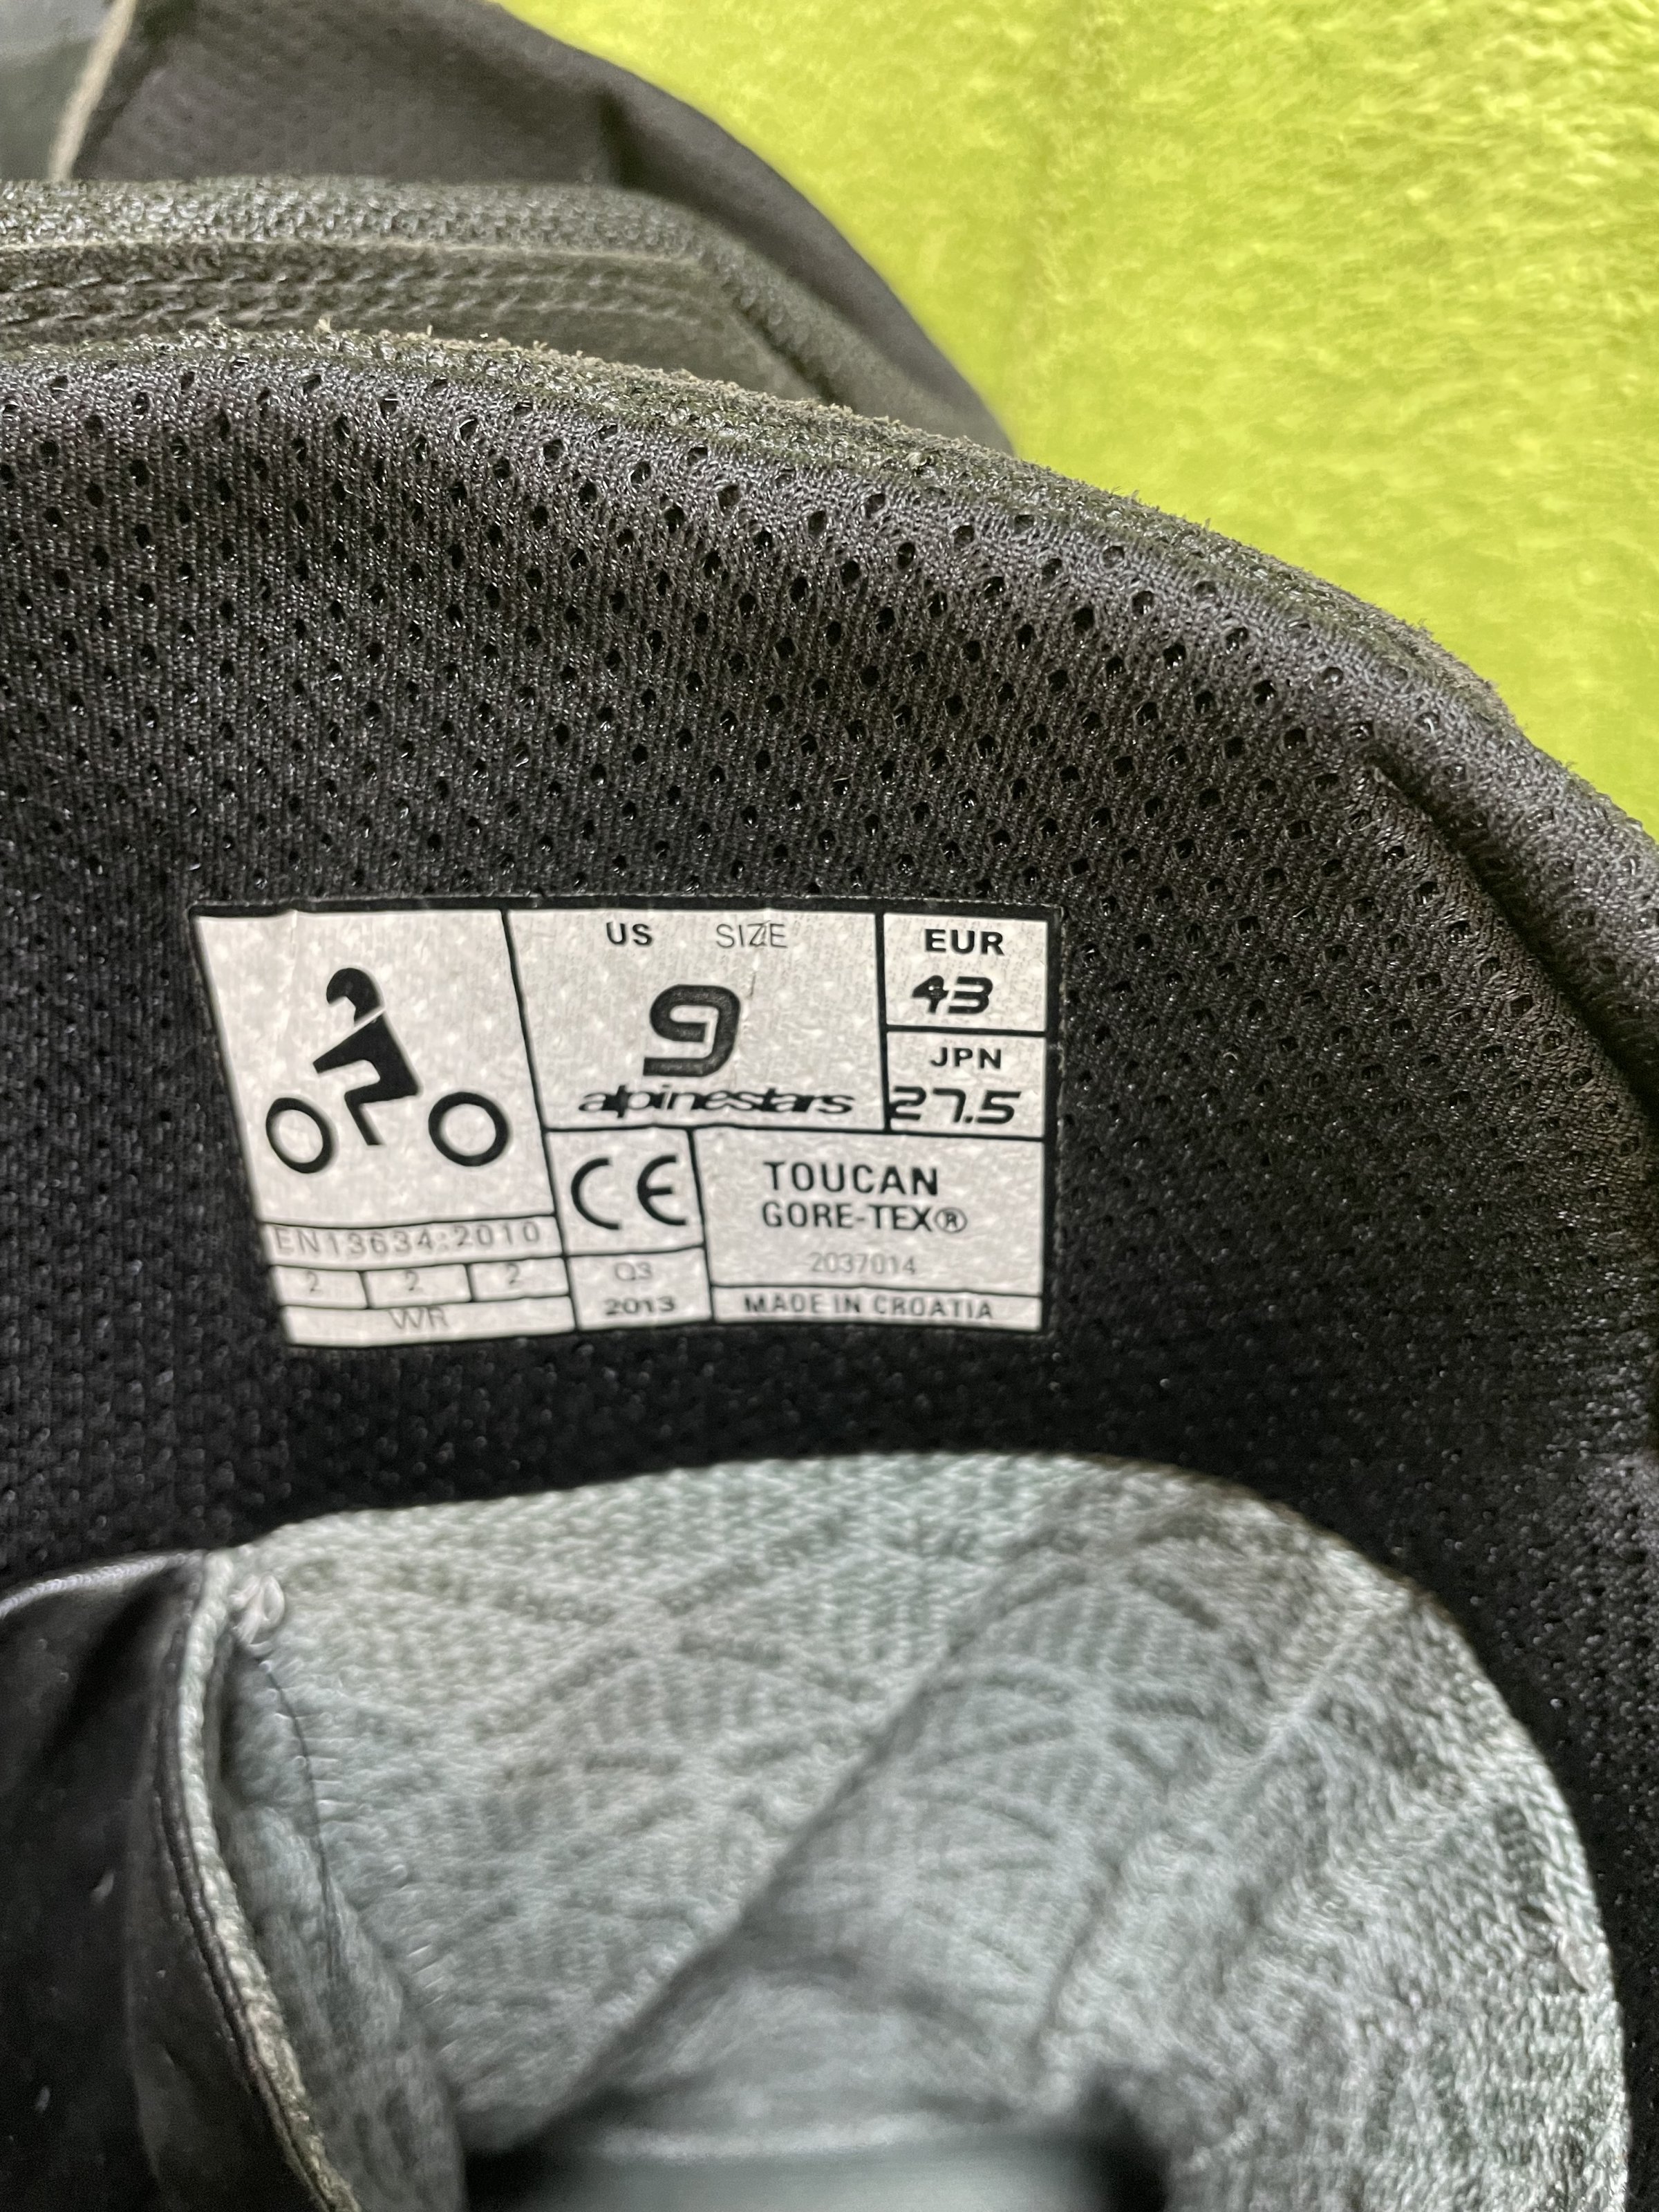 US SIZE
9
alpinestars
EUR
43
JPN
27.5
CE
TOUCAN
GORE-TEX®
2037014
EN13634:2010
2 2 2
WR
Q3
2013
MADE IN CROATIA